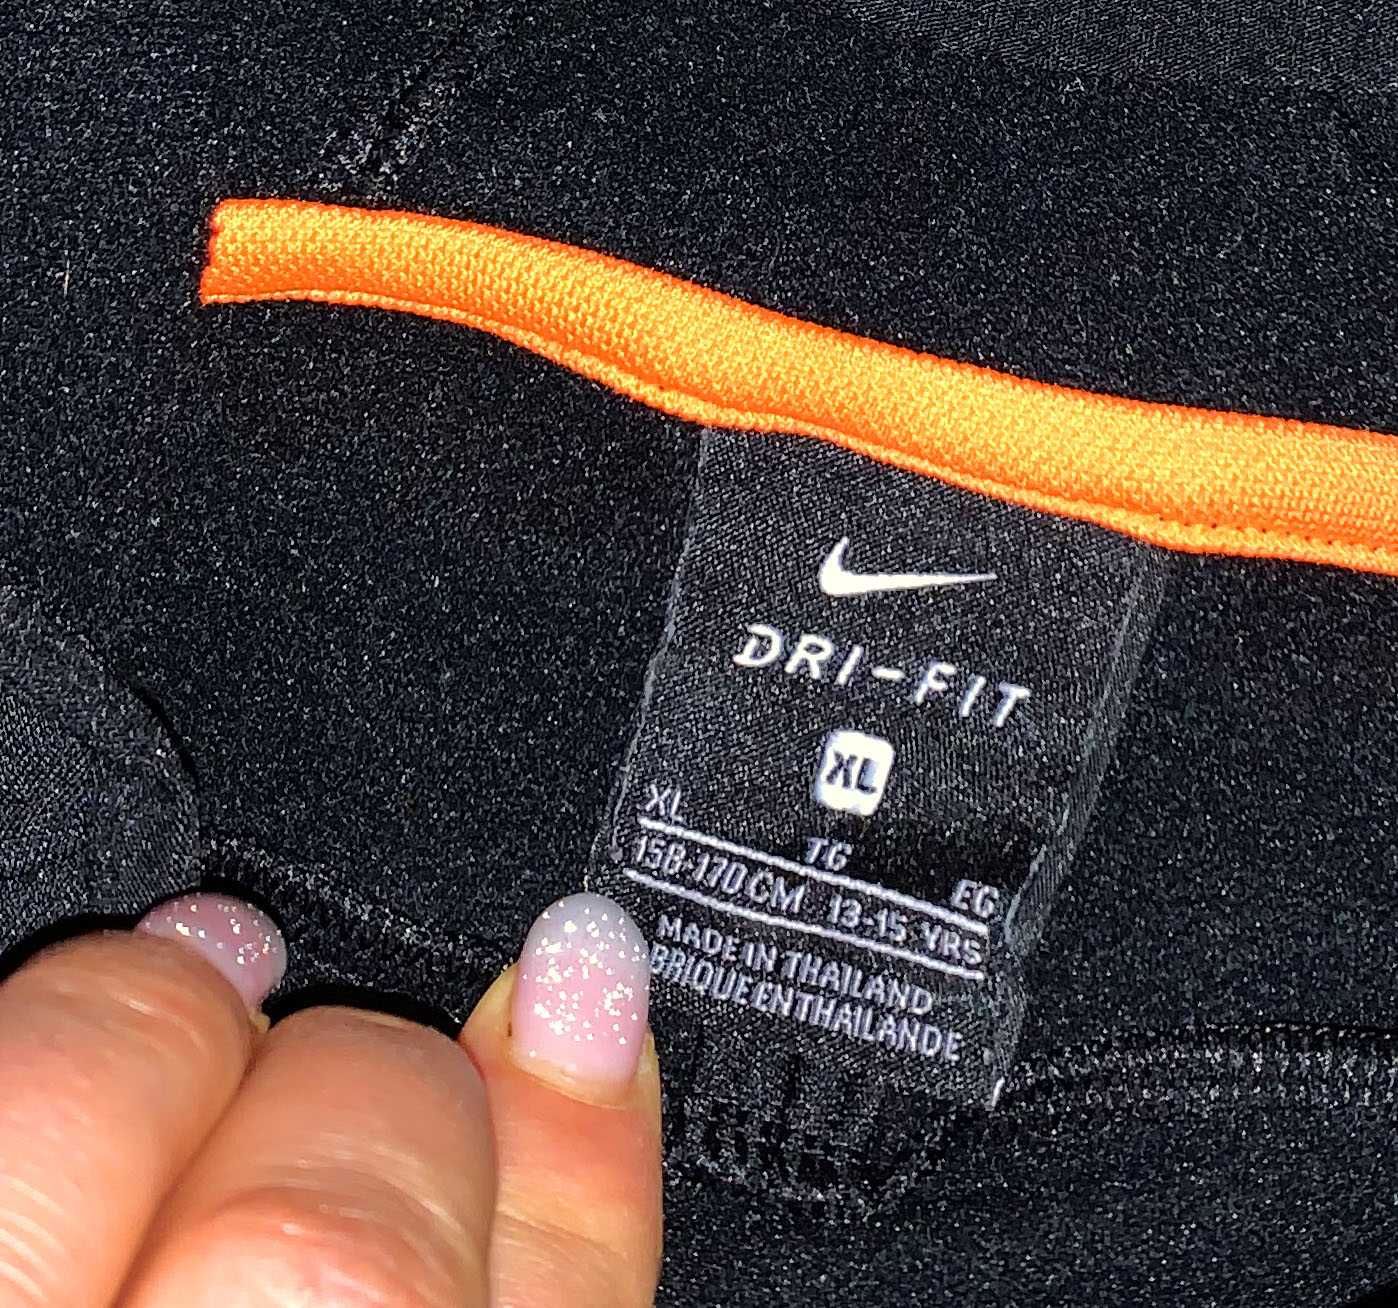 DRI-FIT
XL
XL TG EG
158-170 CM 13-15 YRS
MADE IN THAILAND
BRIQUE EN THAILANDE